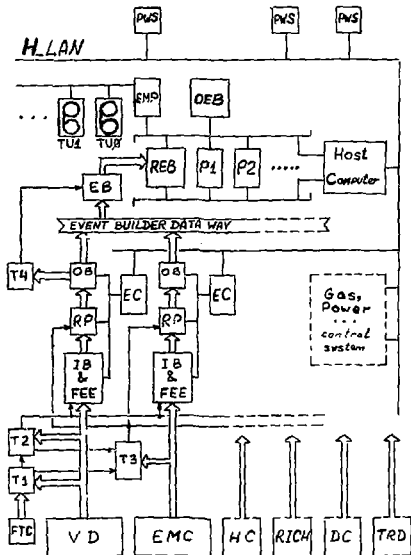 PWS PWS PWS
H_LAN
EMP OEB
...
TU1 TU0
REB P1 P2 ..... Host Computer
EB
EVENT BUILDER DATA WAY
T4 OB OB
EC EC
RP RP
Gas, Power ... control system
IB & FEE IB & FEE
T2 T3
T1
FTC VD EMC HC RICH DC TRD